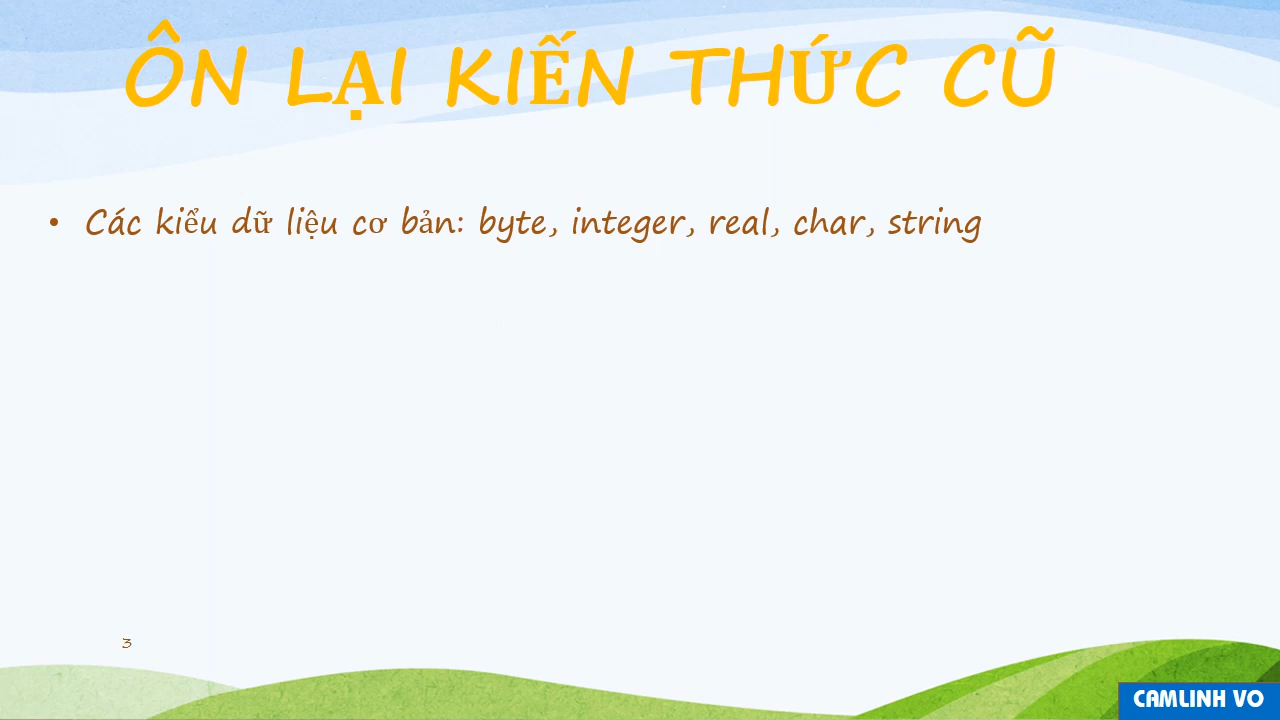 ÔN LẠI KIẾN THỨC CŨ
• Các kiểu dữ liệu cơ bản: byte, integer, real, char, string
3
CAMLINH VO